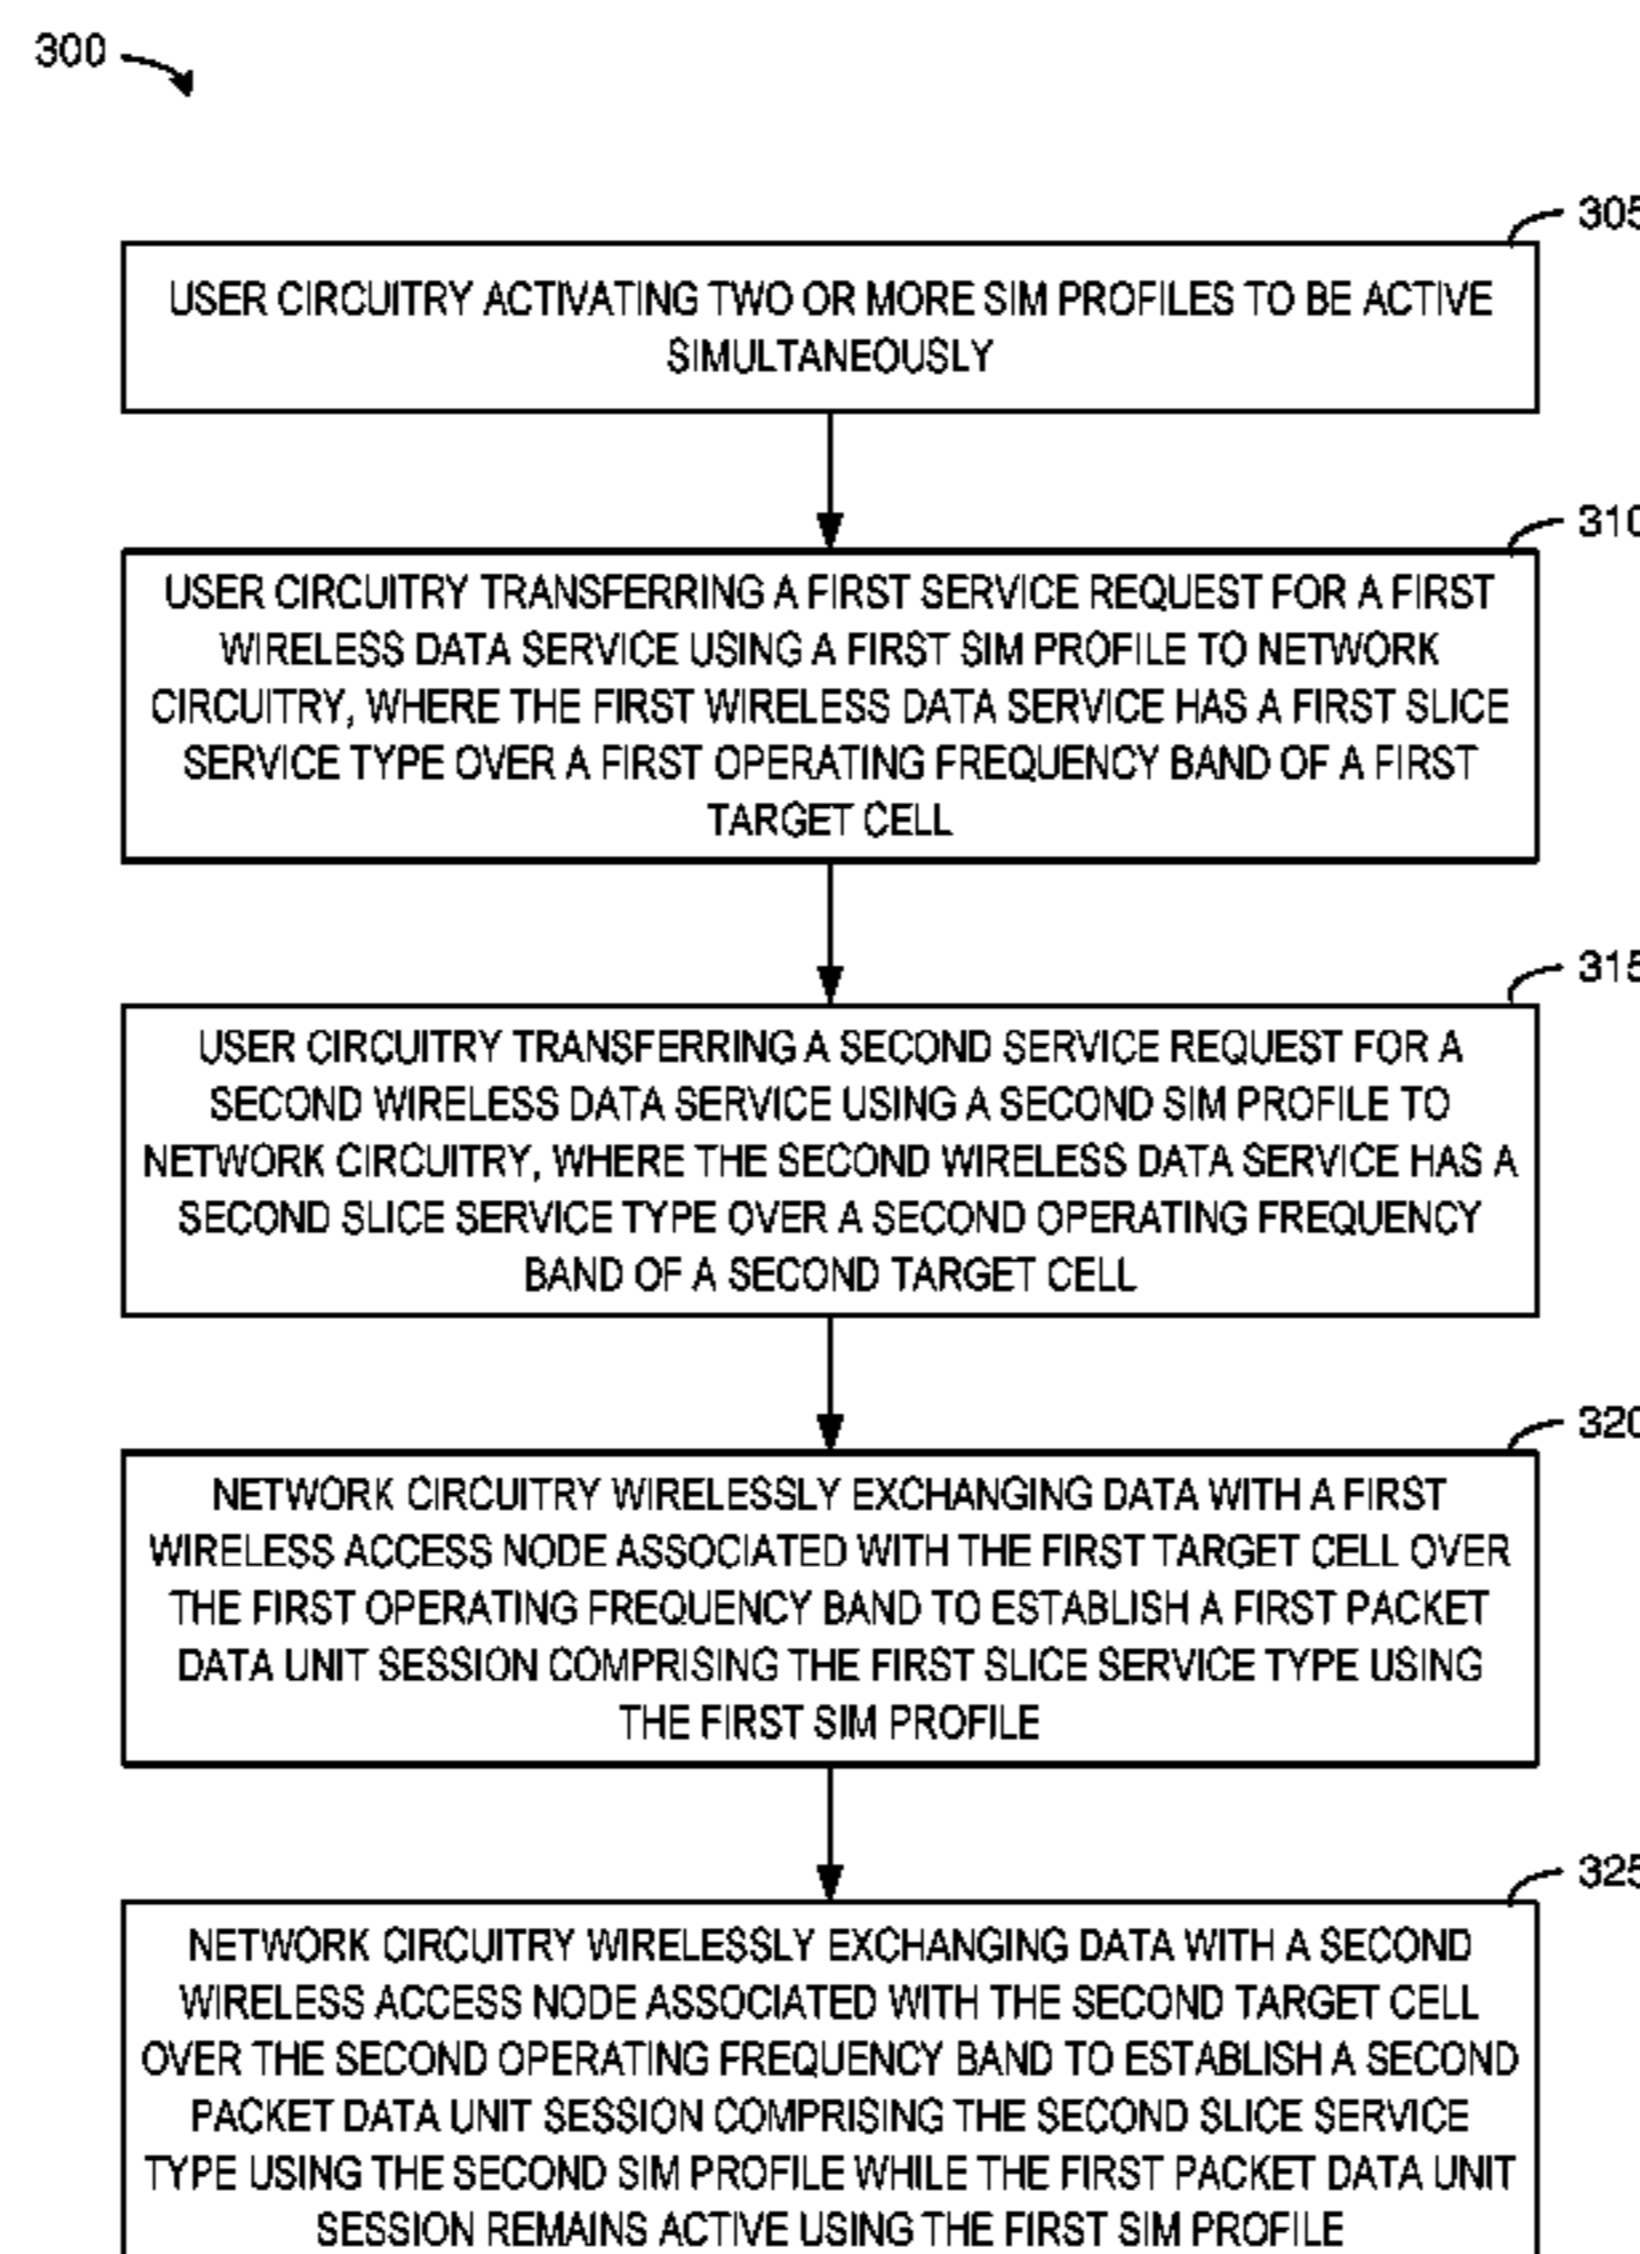 300
305
USER CIRCUITRY ACTIVATING TWO OR MORE SIM PROFILES TO BE ACTIVE
SIMULTANEOUSLY
310
USER CIRCUITRY TRANSFERRING A FIRST SERVICE REQUEST FOR A FIRST
WIRELESS DATA SERVICE USING A FIRST SIM PROFILE TO NETWORK
CIRCUITRY, WHERE THE FIRST WIRELESS DATA SERVICE HAS A FIRST SLICE
SERVICE TYPE OVER A FIRST OPERATING FREQUENCY BAND OF A FIRST
TARGET CELL
315
USER CIRCUITRY TRANSFERRING A SECOND SERVICE REQUEST FOR A
SECOND WIRELESS DATA SERVICE USING A SECOND SIM PROFILE TO
NETWORK CIRCUITRY, WHERE THE SECOND WIRELESS DATA SERVICE HAS A
SECOND SLICE SERVICE TYPE OVER A SECOND OPERATING FREQUENCY
BAND OF A SECOND TARGET CELL
320
NETWORK CIRCUITRY WIRELESSLY EXCHANGING DATA WITH A FIRST
WIRELESS ACCESS NODE ASSOCIATED WITH THE FIRST TARGET CELL OVER
THE FIRST OPERATING FREQUENCY BAND TO ESTABLISH A FIRST PACKET
DATA UNIT SESSION COMPRISING THE FIRST SLICE SERVICE TYPE USING
THE FIRST SIM PROFILE
325
NETWORK CIRCUITRY WIRELESSLY EXCHANGING DATA WITH A SECOND
WIRELESS ACCESS NODE ASSOCIATED WITH THE SECOND TARGET CELL
OVER THE SECOND OPERATING FREQUENCY BAND TO ESTABLISH A SECOND
PACKET DATA UNIT SESSION COMPRISING THE SECOND SLICE SERVICE
TYPE USING THE SECOND SIM PROFILE WHILE THE FIRST PACKET DATA UNIT
SESSION REMAINS ACTIVE USING THE FIRST SIM PROFILE